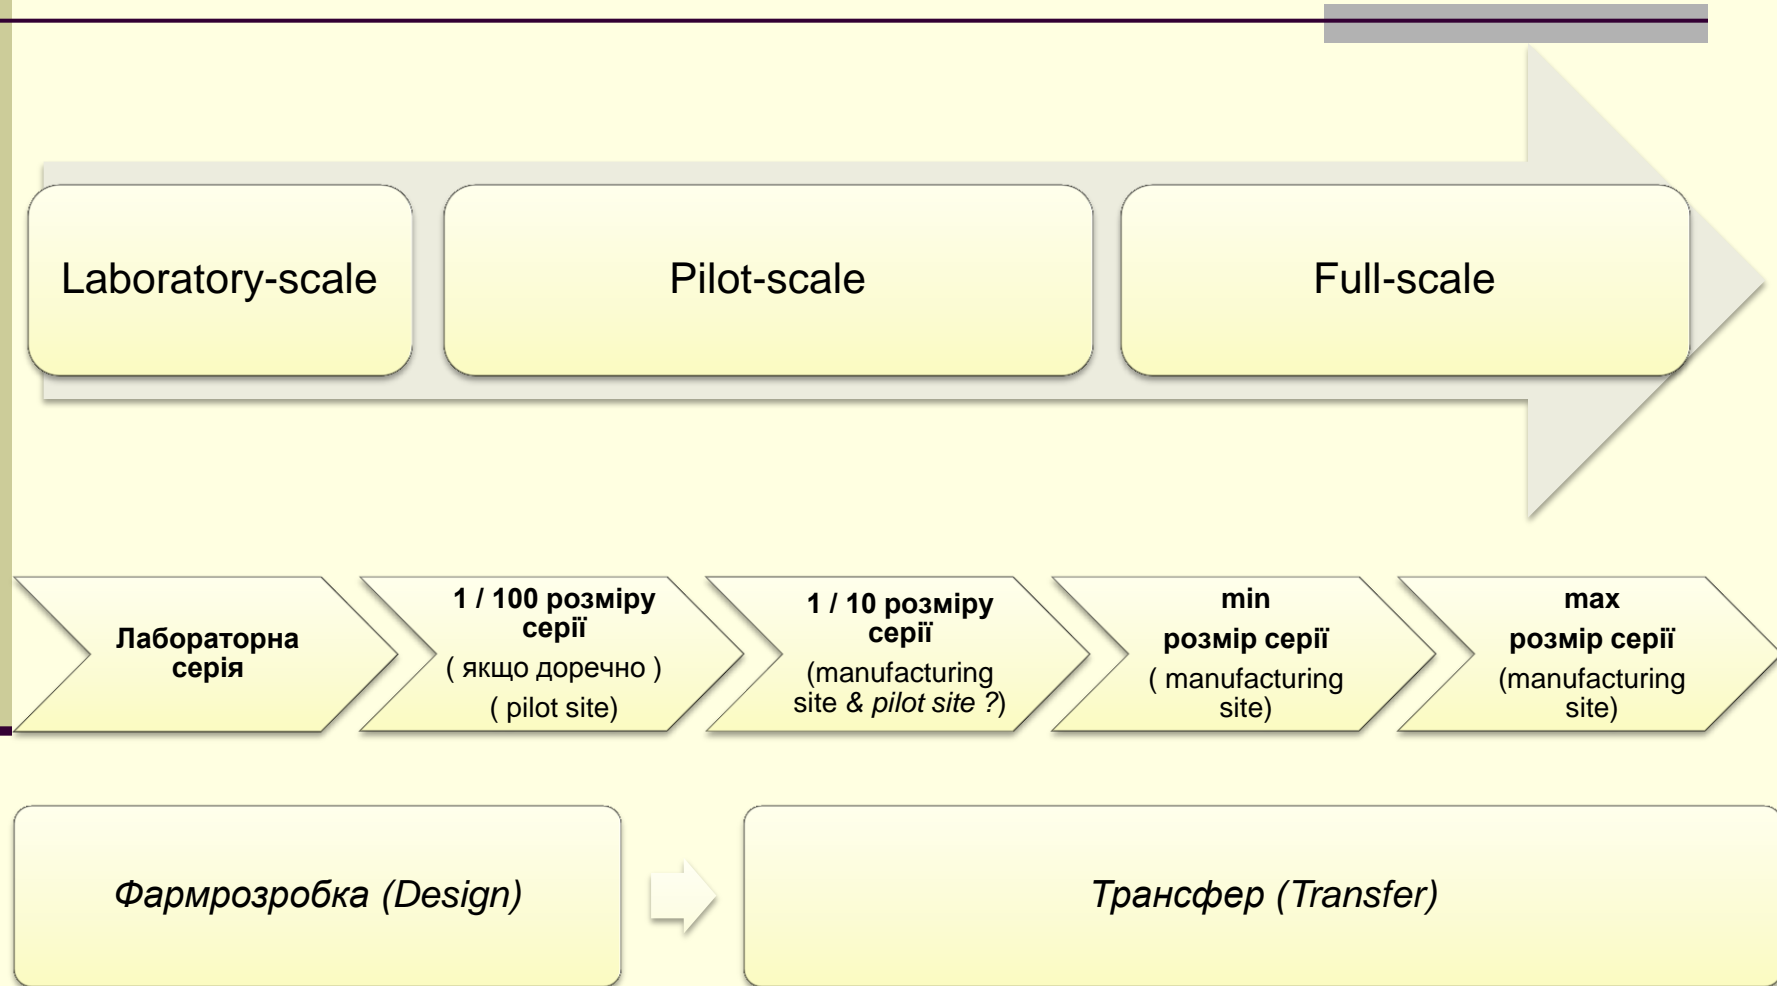 Laboratory-scale
Pilot-scale
Full-scale
Лабораторна
серія
1 / 100 розміру
серії
( якщо доречно )
( pilot site)
1 / 10 розміру
серії
(manufacturing
site & pilot site ?)
min
розмір серії
( manufacturing
site)
max
розмір серії
(manufacturing
site)
Фармрозробка (Design)
Трансфер (Transfer)